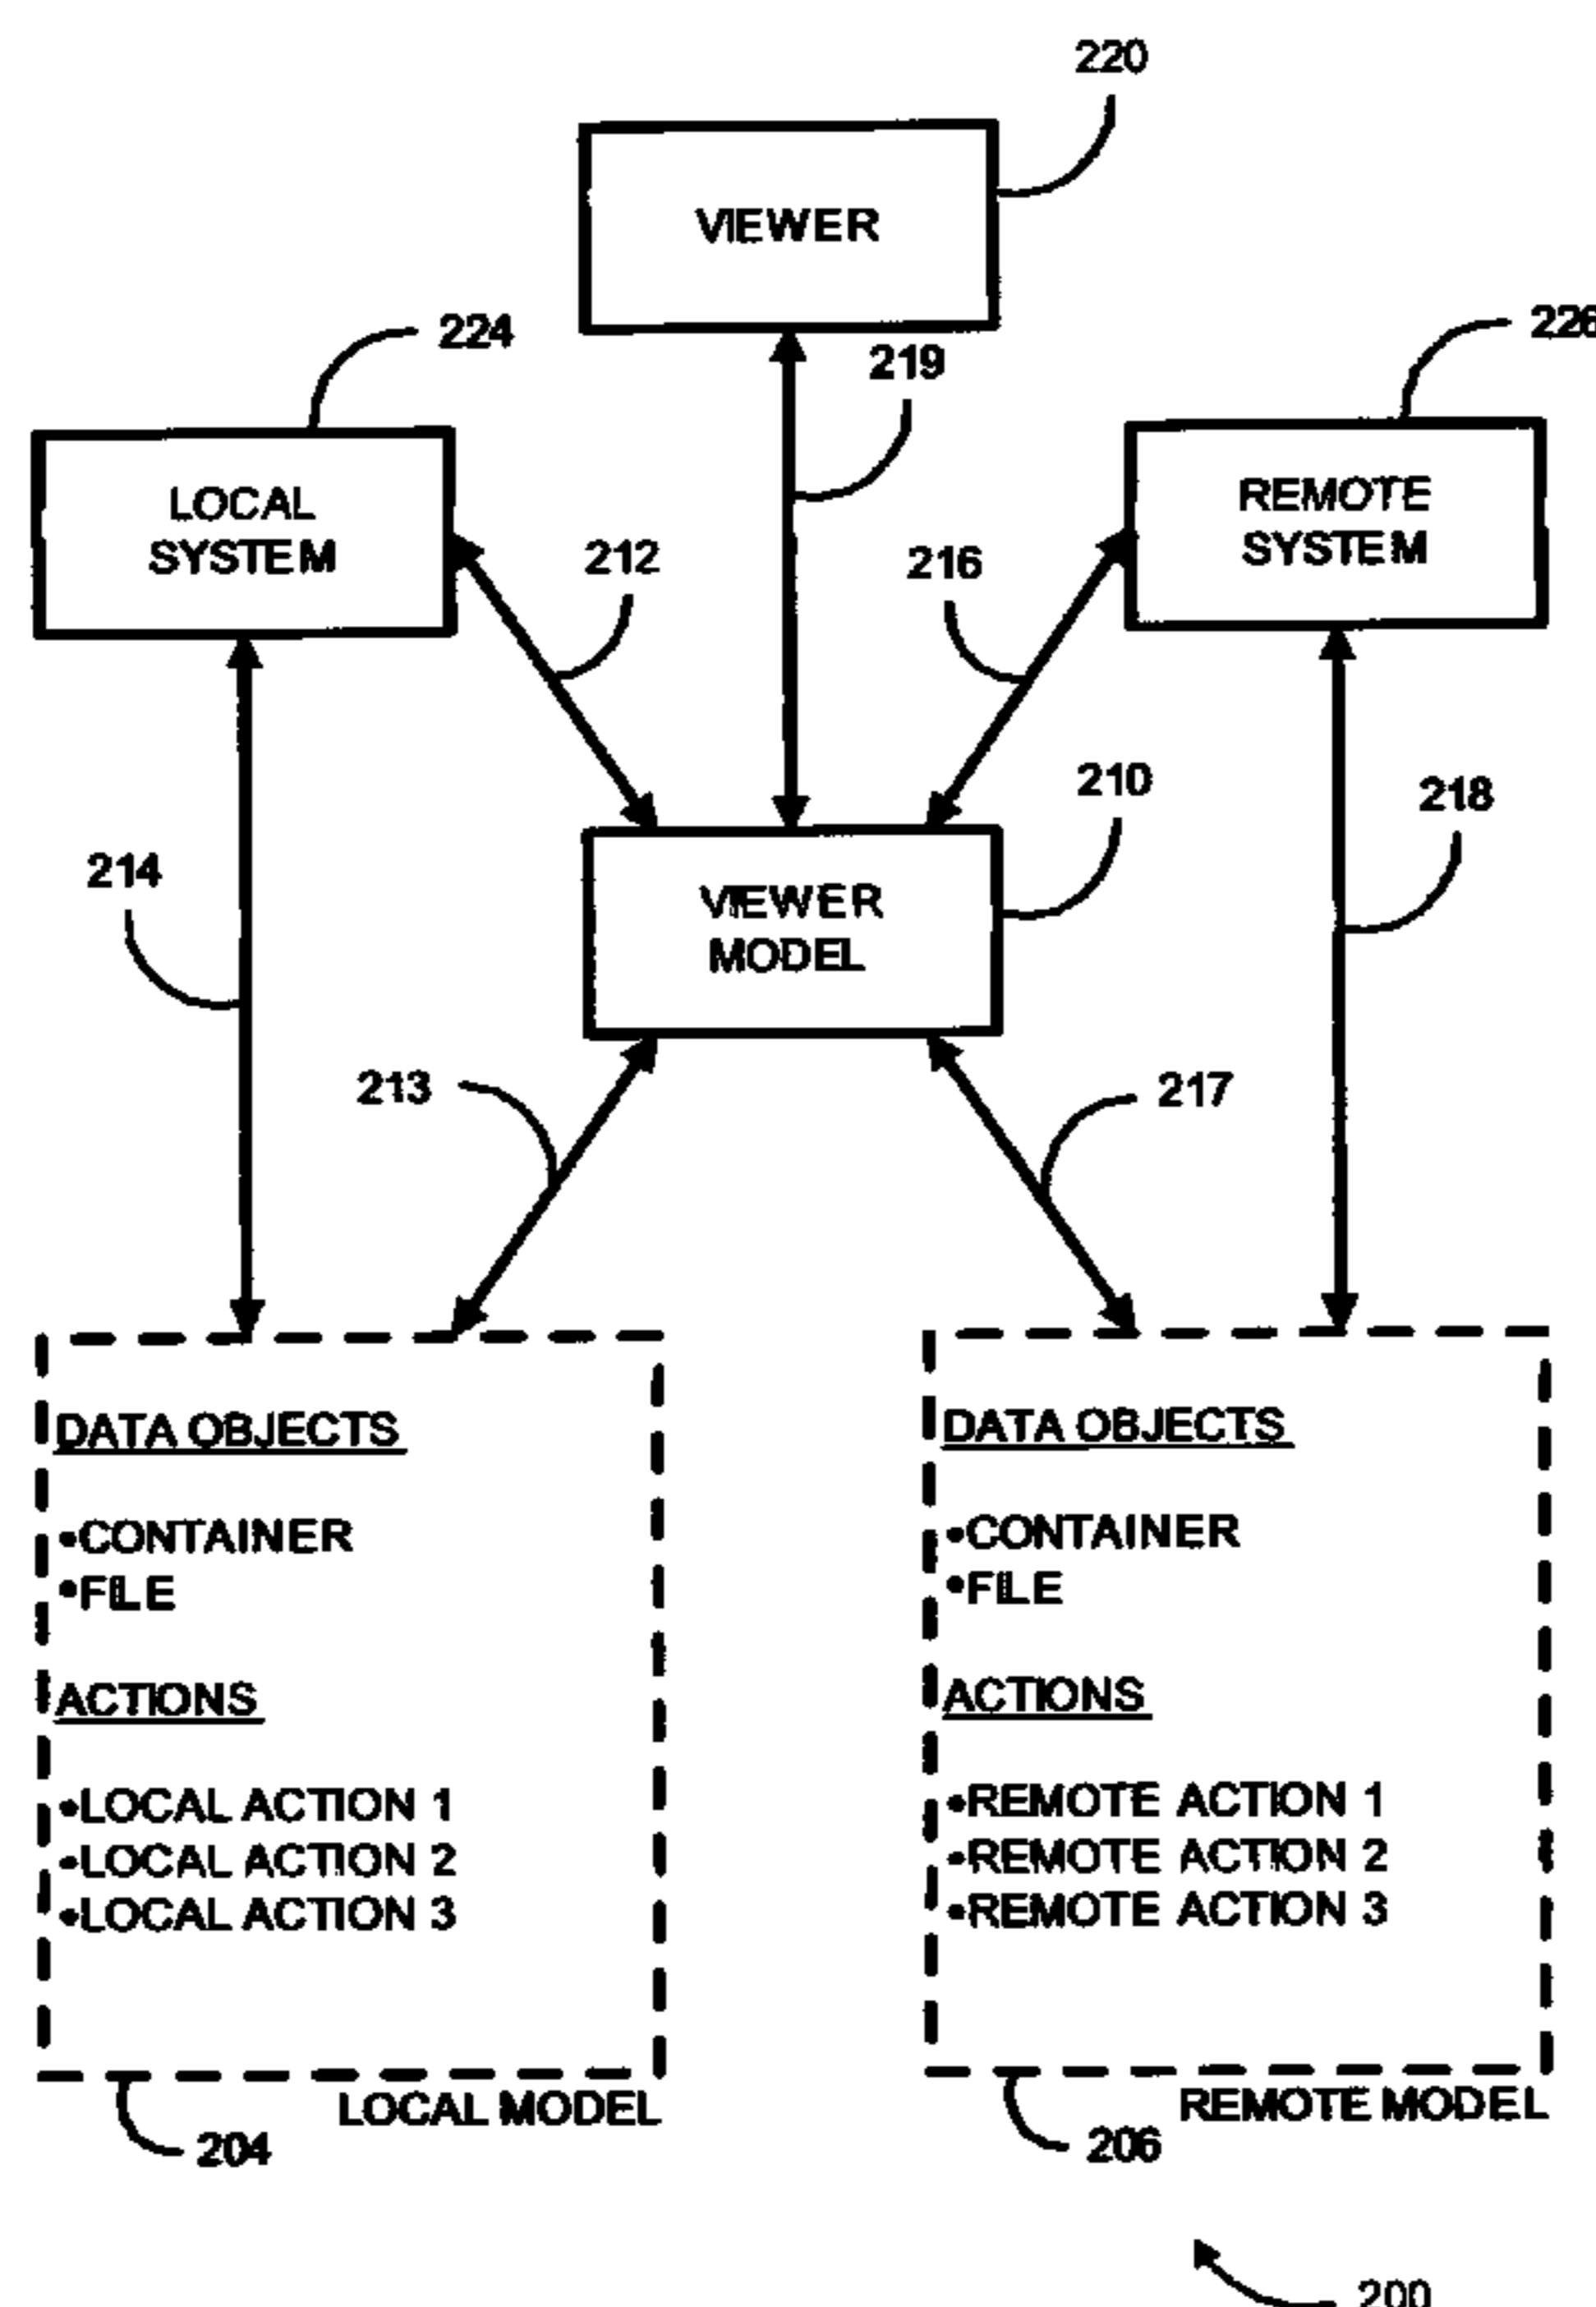 220
VIEWER
224
219
226
LOCAL
SYSTEM
REMOTE
SYSTEM
212
216
210
218
214
VIEWER
MODEL
213
217
DATA OBJECTS
•CONTAINER
•FILE
ACTIONS
•LOCAL ACTION 1
•LOCAL ACTION 2
•LOCAL ACTION 3
LOCAL MODEL
204
DATA OBJECTS
•CONTAINER
•FILE
ACTIONS
•REMOTE ACTION 1
•REMOTE ACTION 2
•REMOTE ACTION 3
REMOTE MODEL
206
200